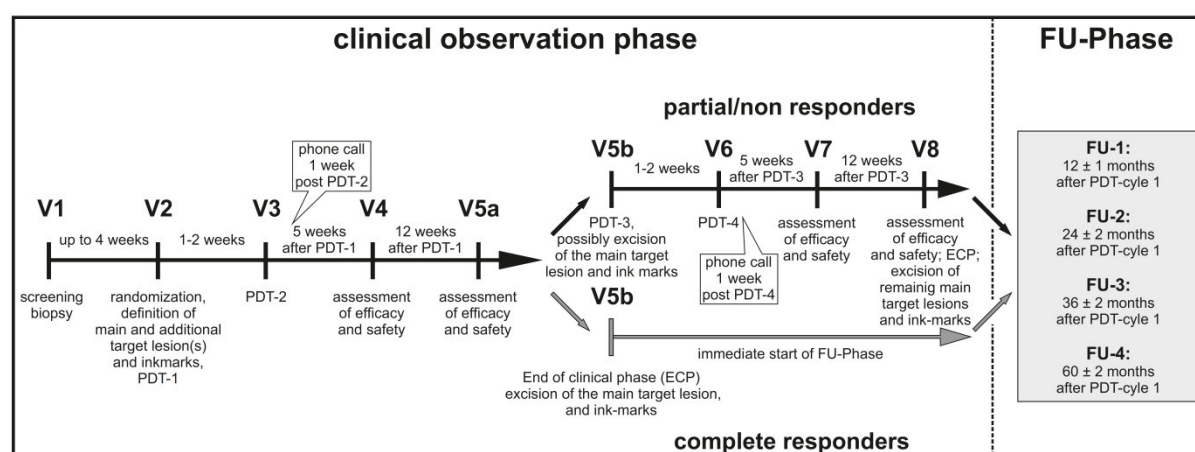 clinical observation phase
FU-Phase
partial/non responders
V1
up to 4 weeks
V2
1-2 weeks
V3
phone call
1 week
post PDT-2
5 weeks
after PDT-1
V4
12 weeks
after PDT-1
V5a
screening
biopsy
randomization,
definition of
main and additional
target lesion(s)
and inkmarks,
PDT-1
PDT-2
assessment
of efficacy
and safety
assessment
of efficacy
and safety
V5b
1-2 weeks
V6
5 weeks
after PDT-3
V7
12 weeks
after PDT-3
V8
PDT-3,
possibly excision
of the main target
lesion and ink marks
PDT-4
phone call
1 week
post PDT-4
assessment
of efficacy
and safety
assessment
of efficacy
and safety; ECP;
excision of
remainig main
target lesions
and ink-marks
V5b
immediate start of FU-Phase
End of clinical phase (ECP)
excision of the main target lesion,
and ink-marks
complete responders
FU-1:
12 ± 1 months
after PDT-cyle 1
FU-2:
24 ± 2 months
after PDT-cyle 1
FU-3:
36 ± 2 months
after PDT-cyle 1
FU-4:
60 ± 2 months
after PDT-cyle 1